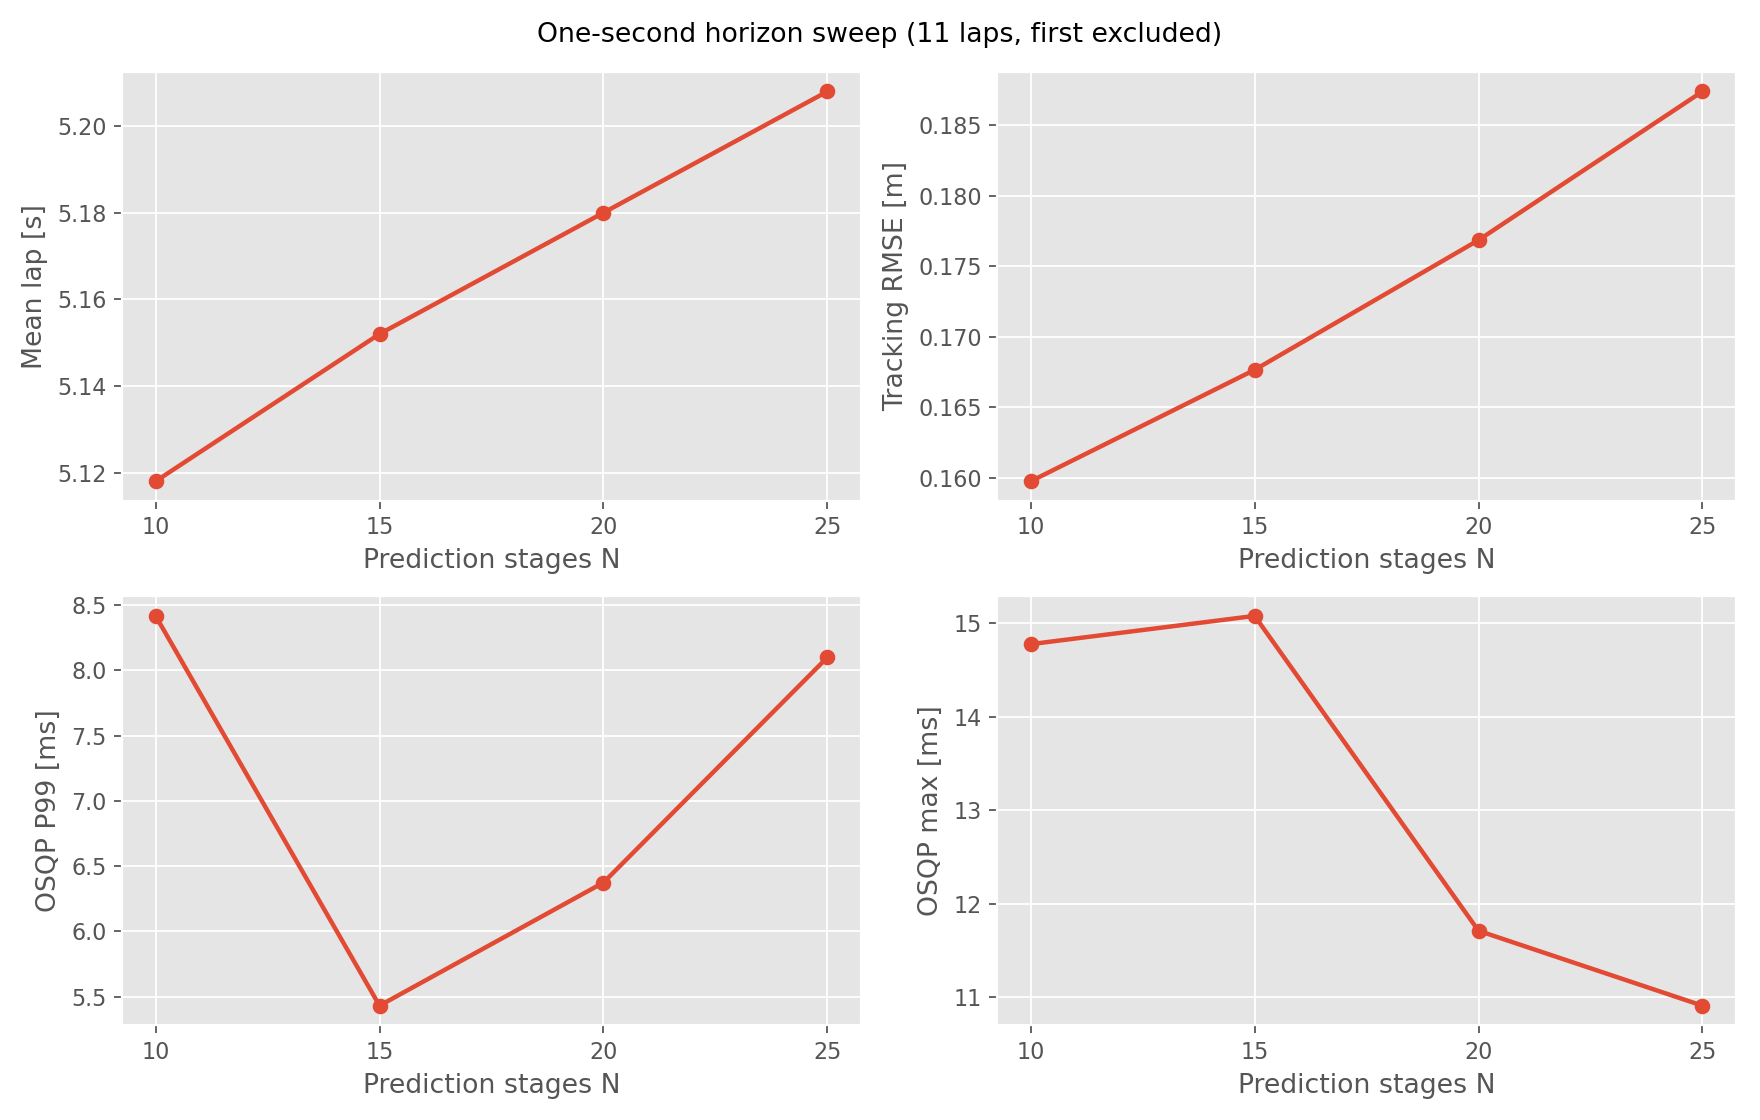 One-second horizon sweep (11 laps, first excluded)
Mean lap [s]
5.20
5.18
5.16
5.14
5.12
10 15 20 25
Prediction stages N
Tracking RMSE [m]
0.185
0.180
0.175
0.170
0.165
0.160
10 15 20 25
Prediction stages N
OSQP P99 [ms]
8.5
8.0
7.5
7.0
6.5
6.0
5.5
10 15 20 25
Prediction stages N
OSQP max [ms]
15
14
13
12
11
10 15 20 25
Prediction stages N